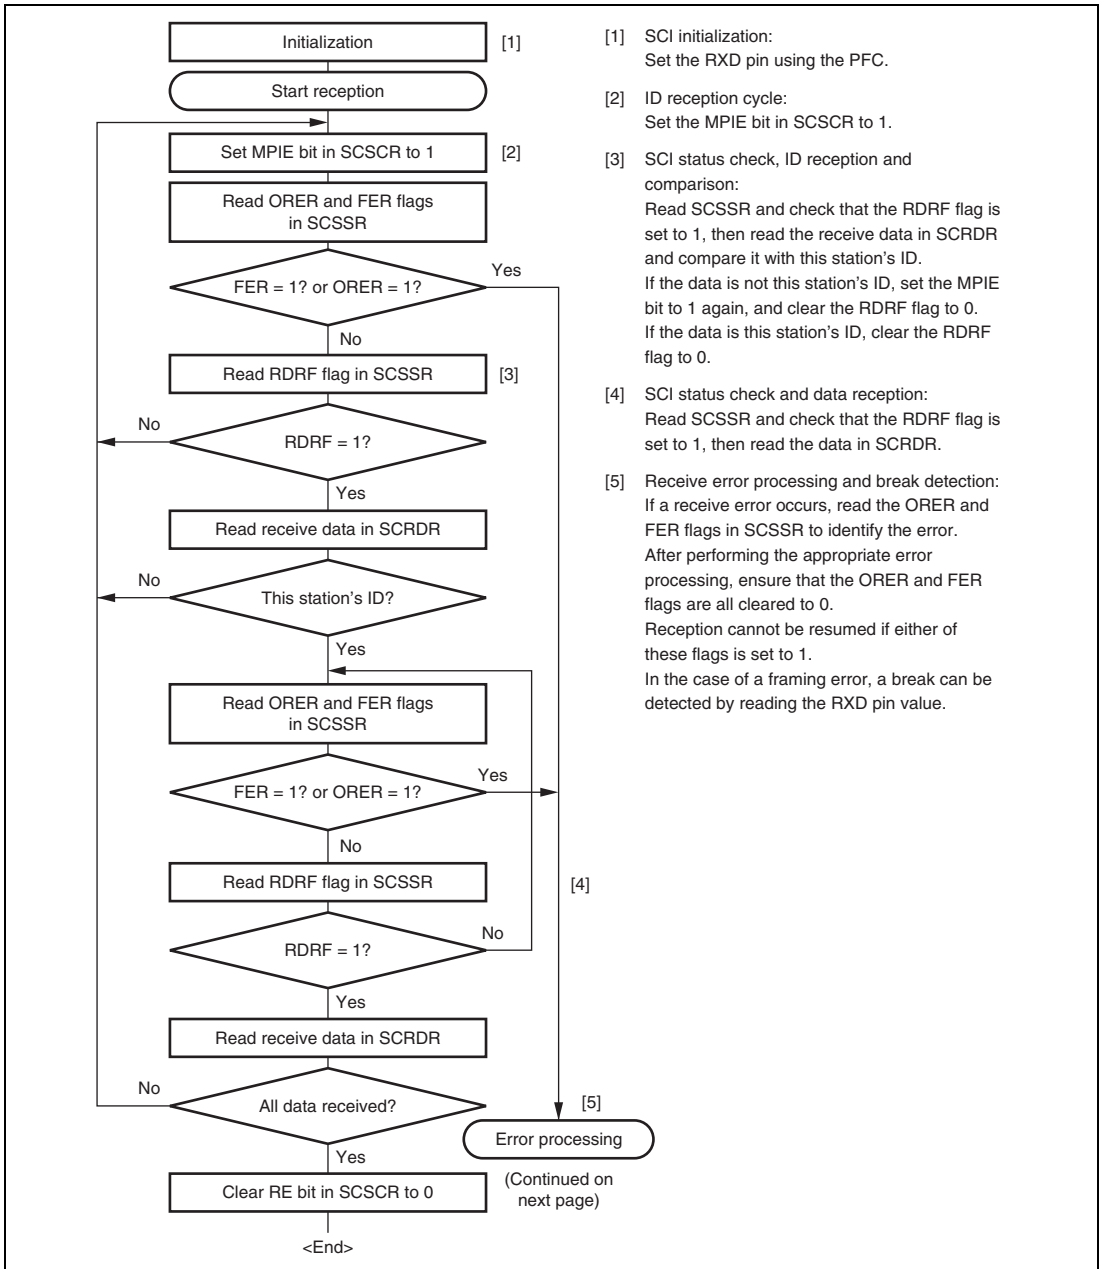 Initialization
[1]
Start reception
Set MPIE bit in SCSCR to 1
[2]
Read ORER and FER flags
in SCSSR
Yes
FER = 1? or ORER = 1?
No
Read RDRF flag in SCSSR
[3]
No
RDRF = 1?
Yes
Read receive data in SCRDR
No
This station's ID?
Yes
Read ORER and FER flags
in SCSSR
Yes
FER = 1? or ORER = 1?
No
Read RDRF flag in SCSSR
[4]
No
RDRF = 1?
Yes
Read receive data in SCRDR
No
All data received?
[5]
Error processing
Yes
(Continued on
next page)
Clear RE bit in SCSCR to 0
<End>
[1] SCI initialization:
Set the RXD pin using the PFC.
[2] ID reception cycle:
Set the MPIE bit in SCSCR to 1.
[3] SCI status check, ID reception and
comparison:
Read SCSSR and check that the RDRF flag is
set to 1, then read the receive data in SCRDR
and compare it with this station's ID.
If the data is not this station's ID, set the MPIE
bit to 1 again, and clear the RDRF flag to 0.
If the data is this station's ID, clear the RDRF
flag to 0.
[4] SCI status check and data reception:
Read SCSSR and check that the RDRF flag is
set to 1, then read the data in SCRDR.
[5] Receive error processing and break detection:
If a receive error occurs, read the ORER and
FER flags in SCSSR to identify the error.
After performing the appropriate error
processing, ensure that the ORER and FER
flags are all cleared to 0.
Reception cannot be resumed if either of
these flags is set to 1.
In the case of a framing error, a break can be
detected by reading the RXD pin value.